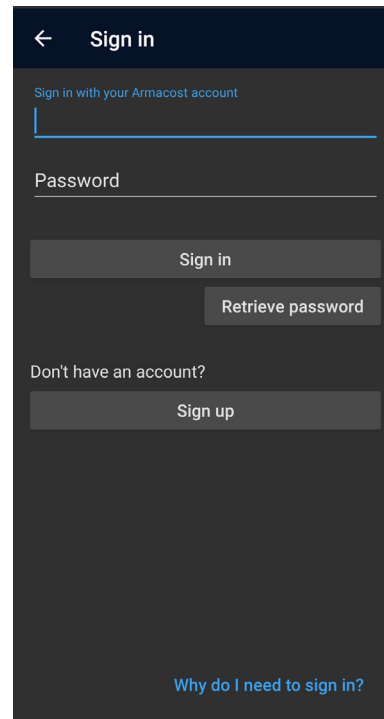 Sign in
Sign in with your Armacost account
Password
Sign in
Retrieve password
Don't have an account?
Sign up
Why do I need to sign in?